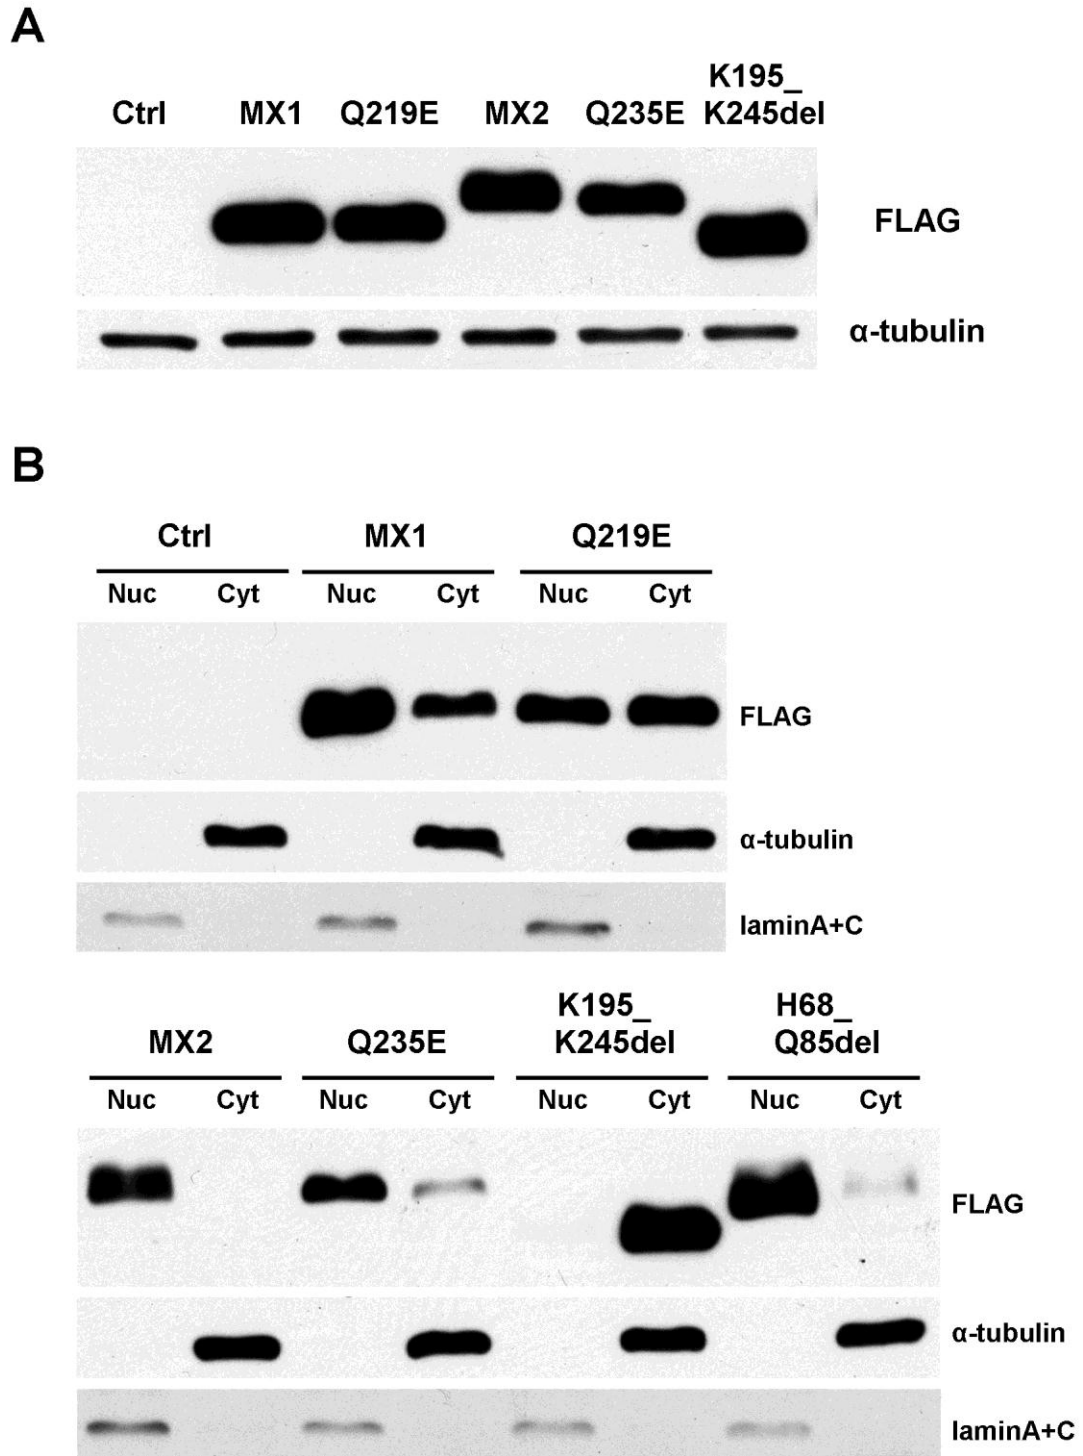 A
Ctrl MX1 Q219E MX2 Q235E K195_
K245del
FLAG
α-tubulin
B
Ctrl MX1 Q219E
Nuc Cyt Nuc Cyt Nuc Cyt
FLAG
α-tubulin
laminA+C
MX2 Q235E K195_
K245del H68_
Q85del
Nuc Cyt Nuc Cyt Nuc Cyt Nuc Cyt
FLAG
α-tubulin
laminA+C